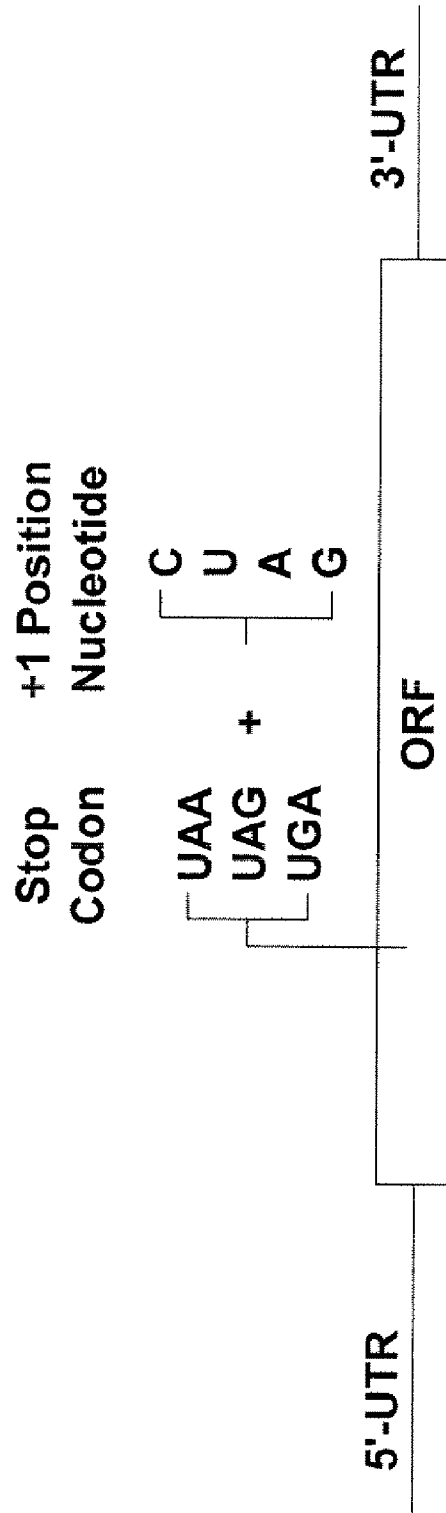 Stop +1 Position
Codon Nucleotide
UAA
UAG +
UGA
C
U
A
G
5'-UTR
ORF
3'-UTR